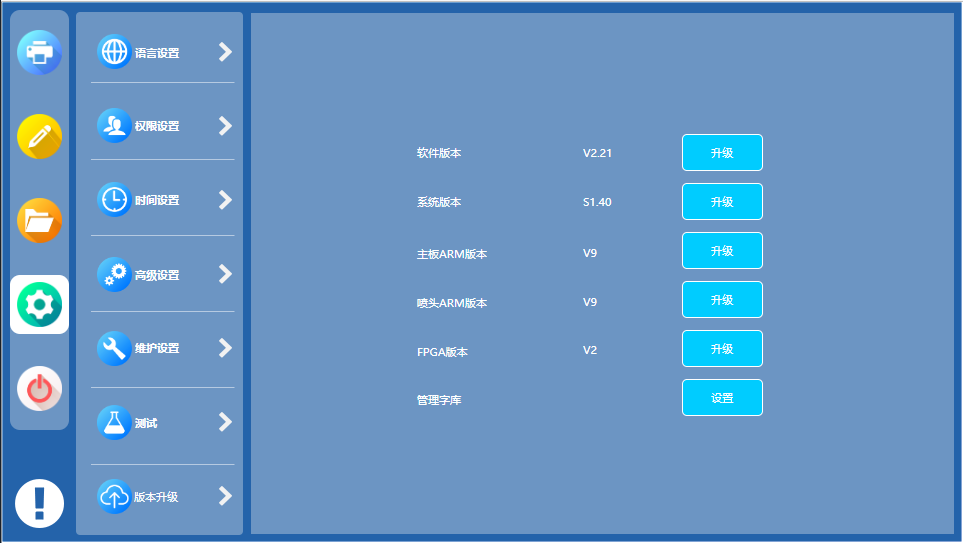 语言设置
权限设置
时间设置
高级设置
维护设置
测试
版本升级
软件版本 V2.21 升级
系统版本 S1.40 升级
主板ARM版本 V9 升级
喷头ARM版本 V9 升级
FPGA版本 V2 升级
管理字库 设置